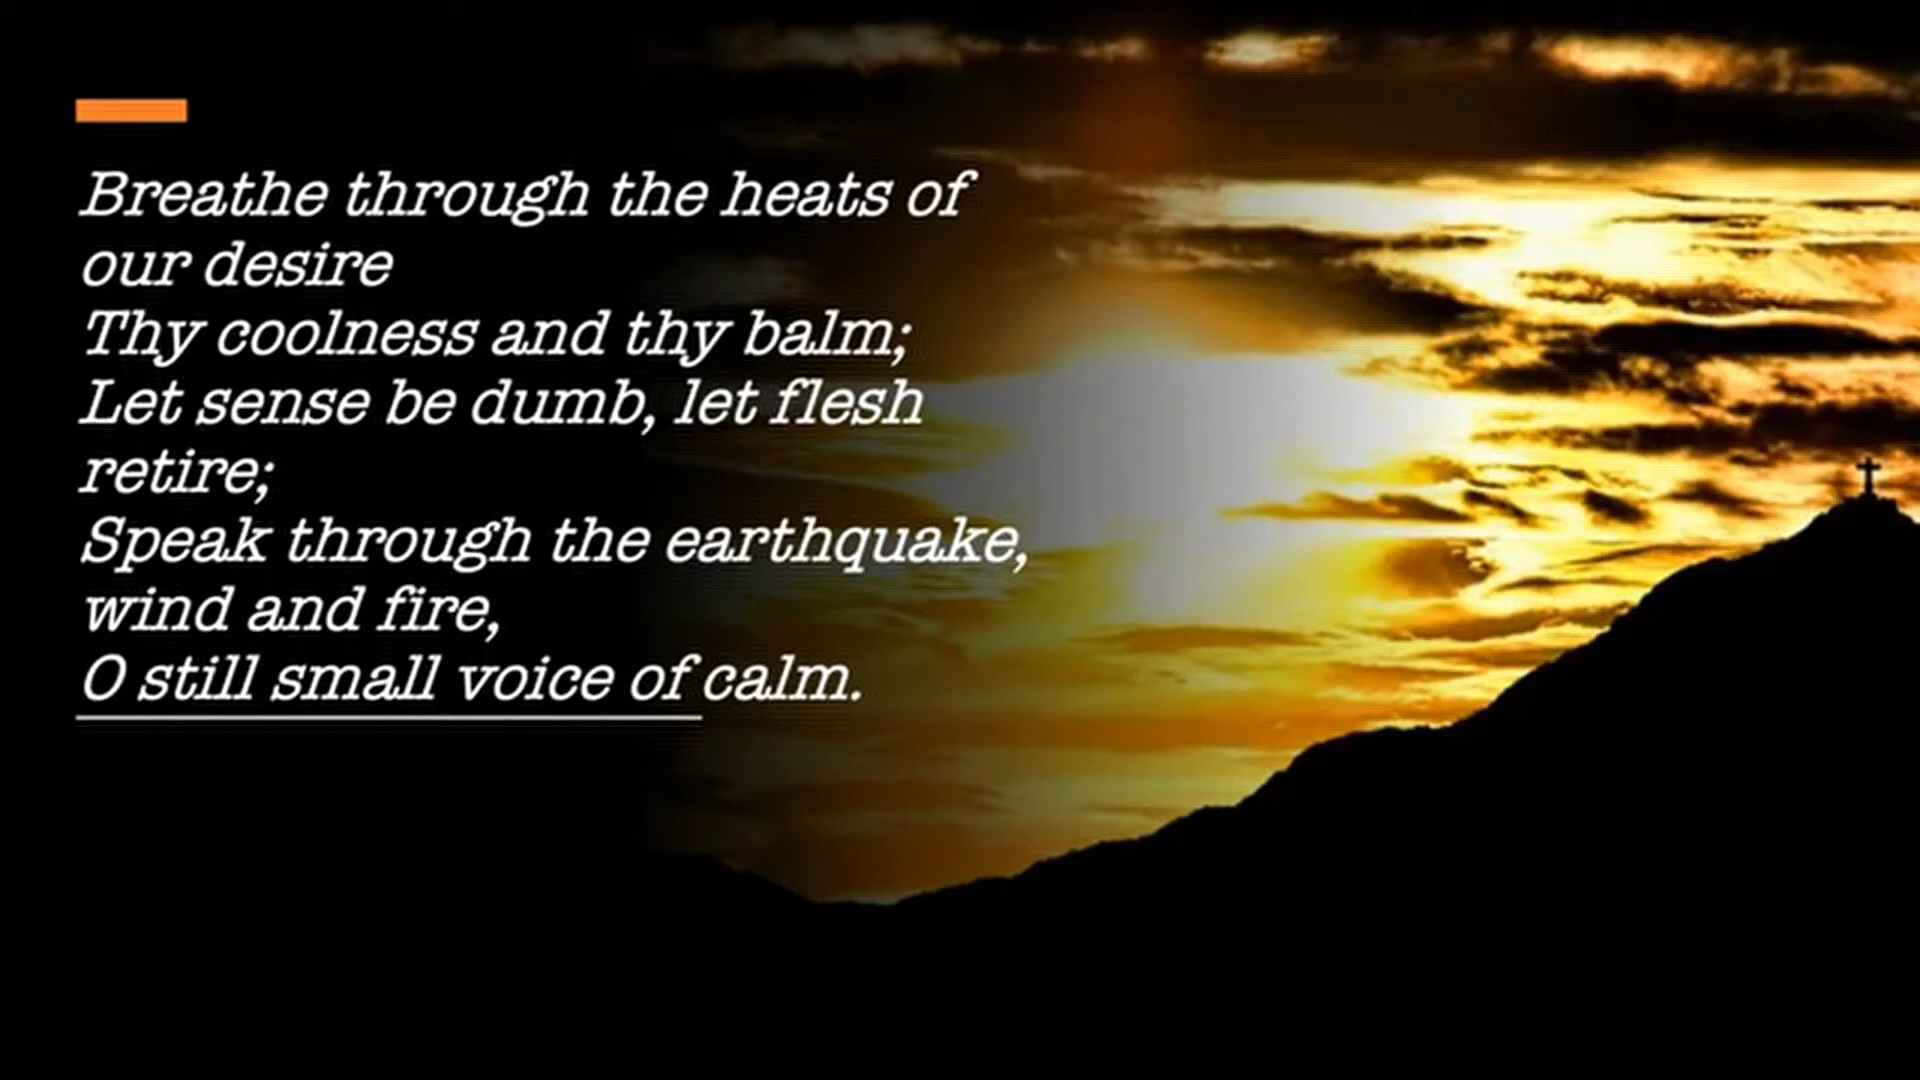 Breathe through the heats of
our desire
Thy coolness and thy balm;
Let sense be dumb, let flesh
retire;
Speak through the earthquake,
wind and fire,
O still small voice of calm.